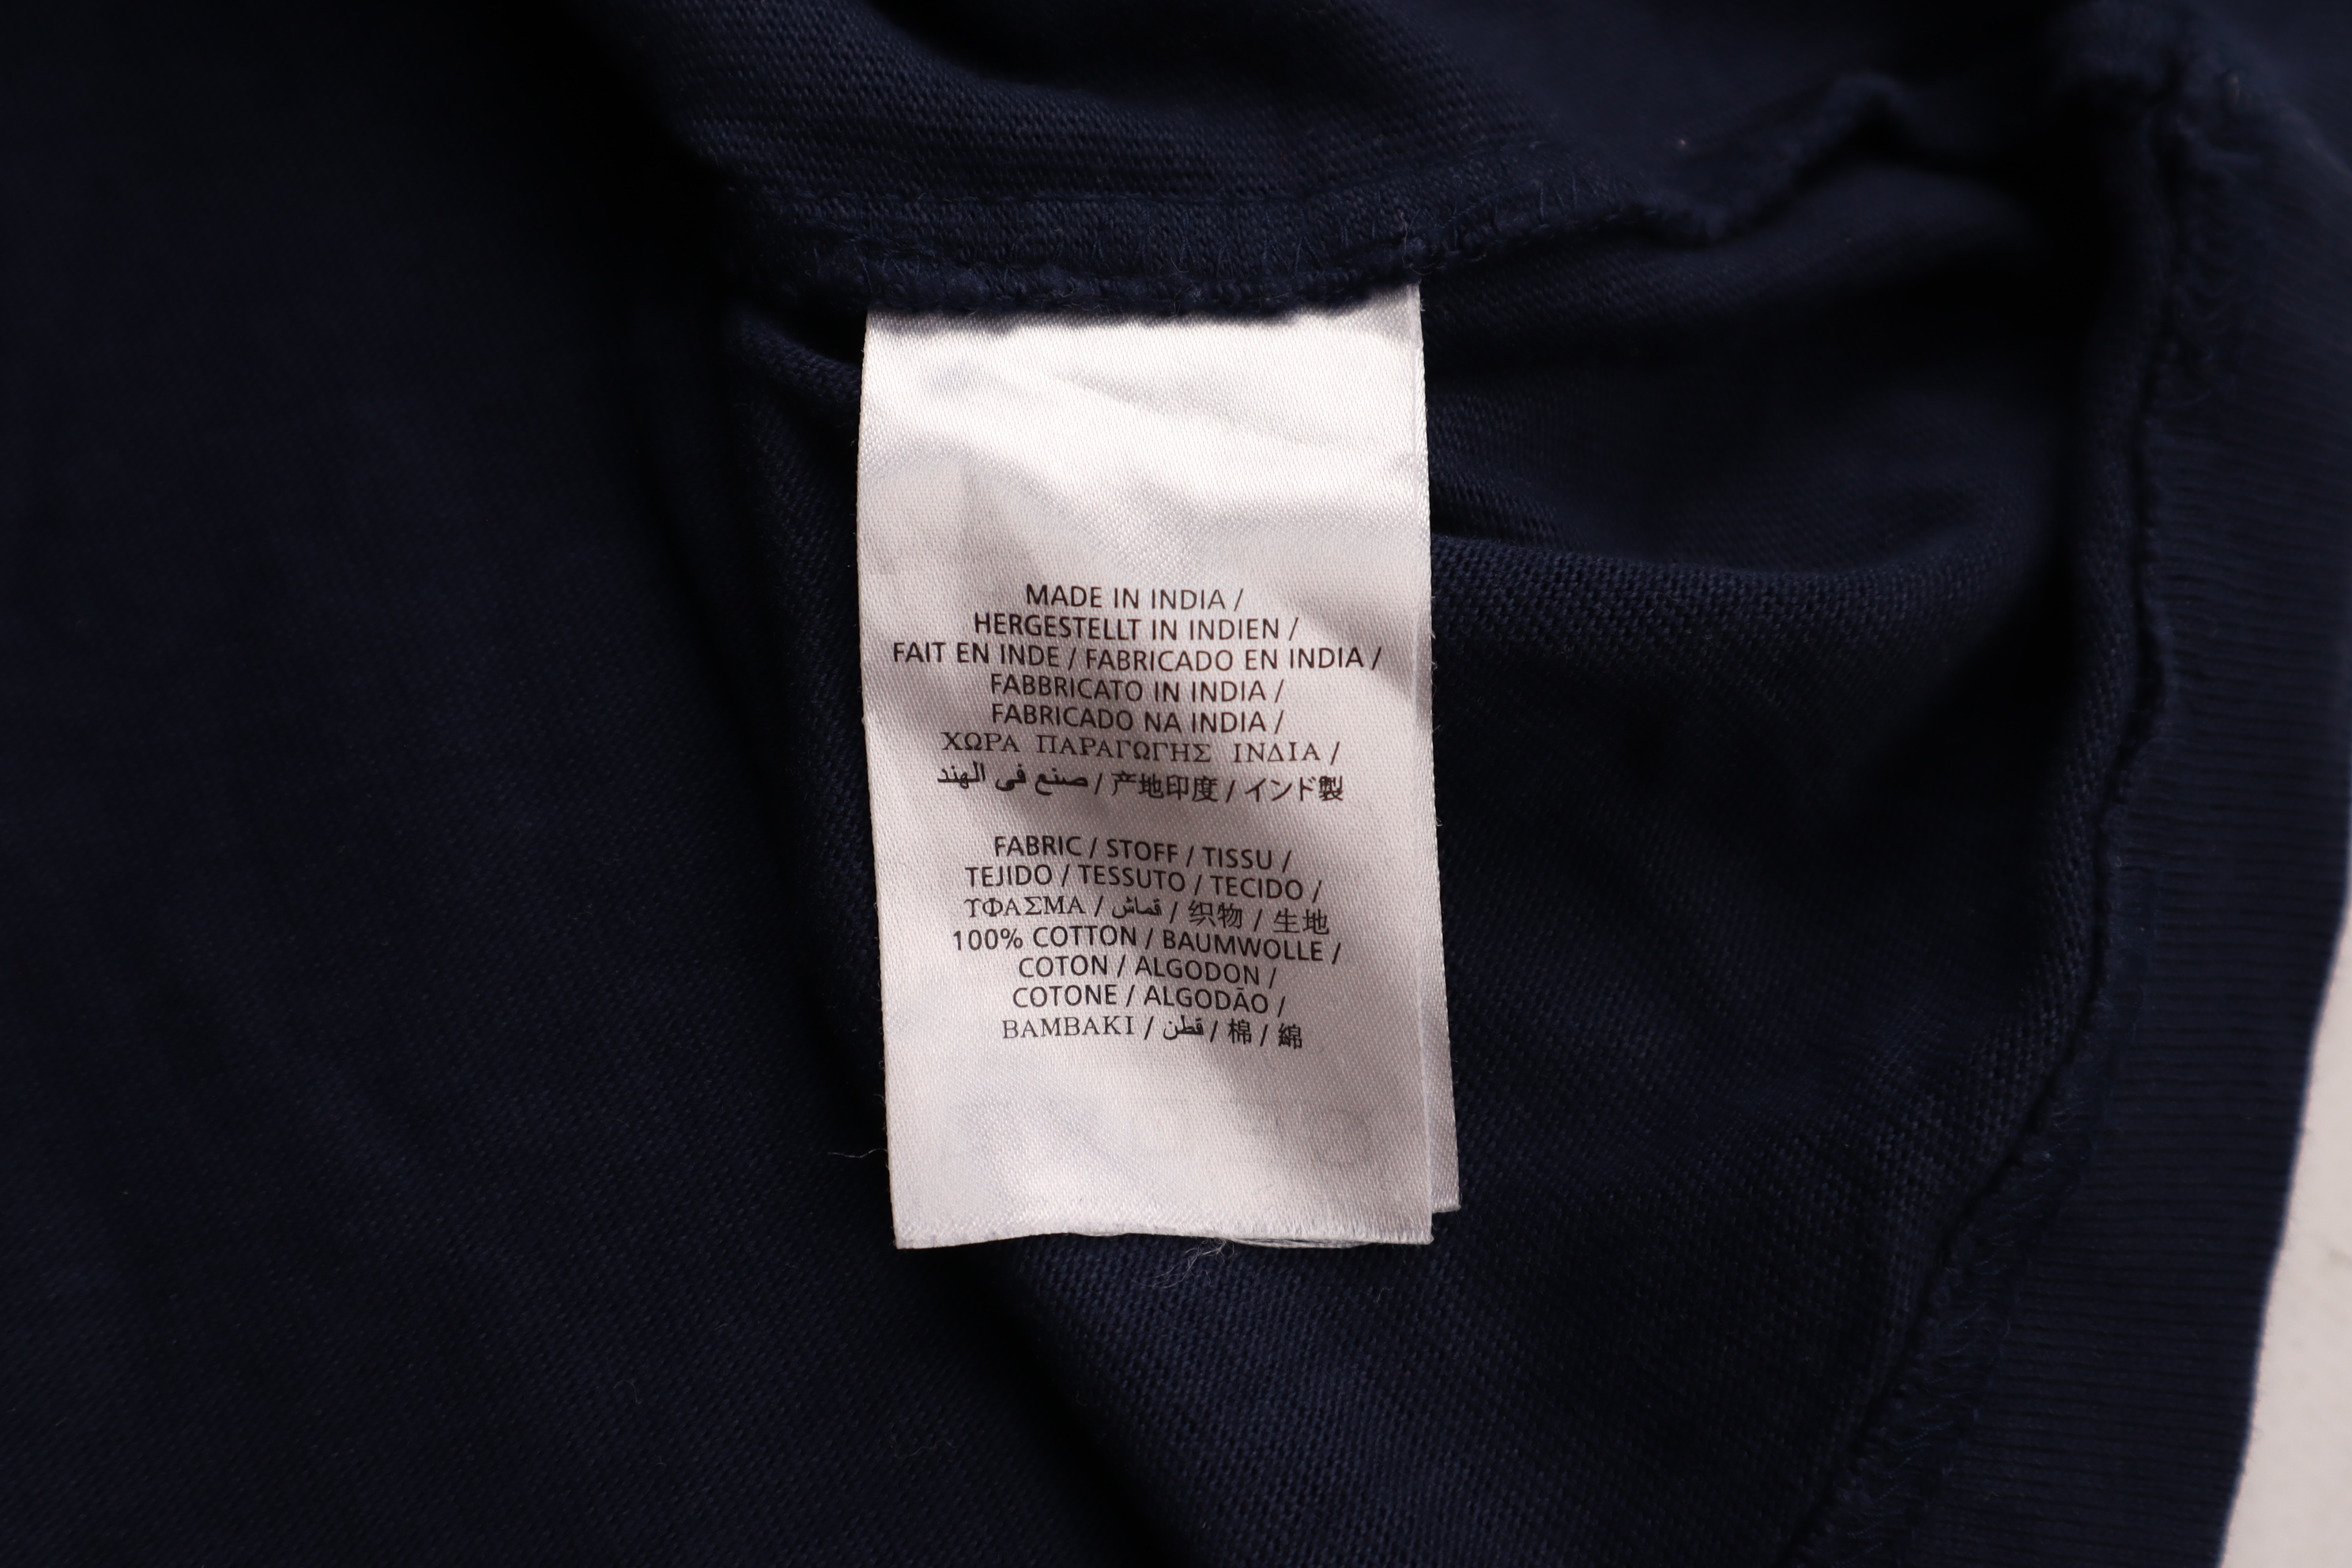 MADE IN INDIA /
HERGESTELLT IN INDIEN /
FAIT EN INDE / FABRICADO EN INDIA /
FABBRICATO IN INDIA /
FABRICADO NA INDIA /
ΧΩΡΑ ΠΑΡΑΓΩΓΗΣ ΙΝΔΙΑ /
صنع في الهند / 产地印度 / インド製
FABRIC / STOFF / TISSU /
TEJIDO / TESSUTO / TECIDO /
ΥΦΑΣΜΑ / قماش / 织物 / 生地
100% COTTON / BAUMWOLLE /
COTON / ALGODON /
COTONE / ALGODÃO /
BAMBAKI / قطن / 棉 / 綿